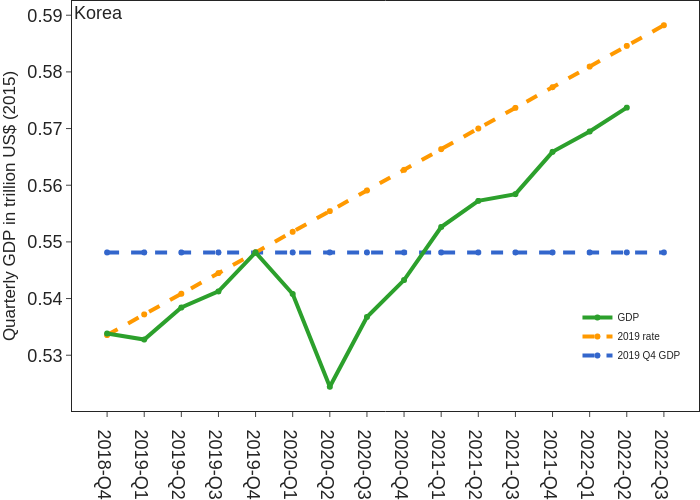 Korea
Quarterly GDP in trillion US$ (2015)
0.59
0.58
0.57
0.56
0.55
0.54
0.53
GDP
2019 rate
2019 Q4 GDP
2018-Q4
2019-Q1
2019-Q2
2019-Q3
2019-Q4
2020-Q1
2020-Q2
2020-Q3
2020-Q4
2021-Q1
2021-Q2
2021-Q3
2021-Q4
2022-Q1
2022-Q2
2022-Q3